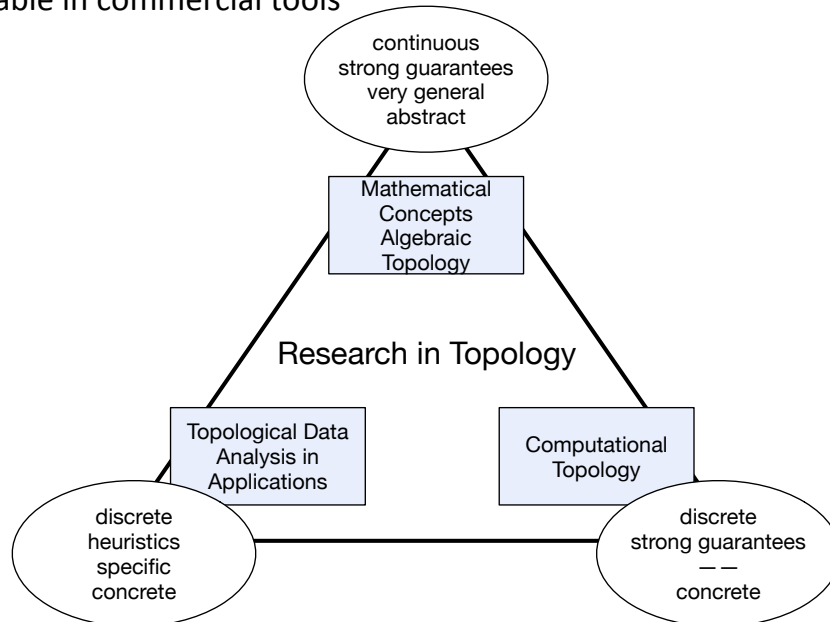 able in commercial tools
continuous
strong guarantees
very general
abstract
Mathematical
Concepts
Algebraic
Topology
Research in Topology
Topological Data
Analysis in
Applications
Computational
Topology
discrete
heuristics
specific
concrete
discrete
strong guarantees
— —
concrete